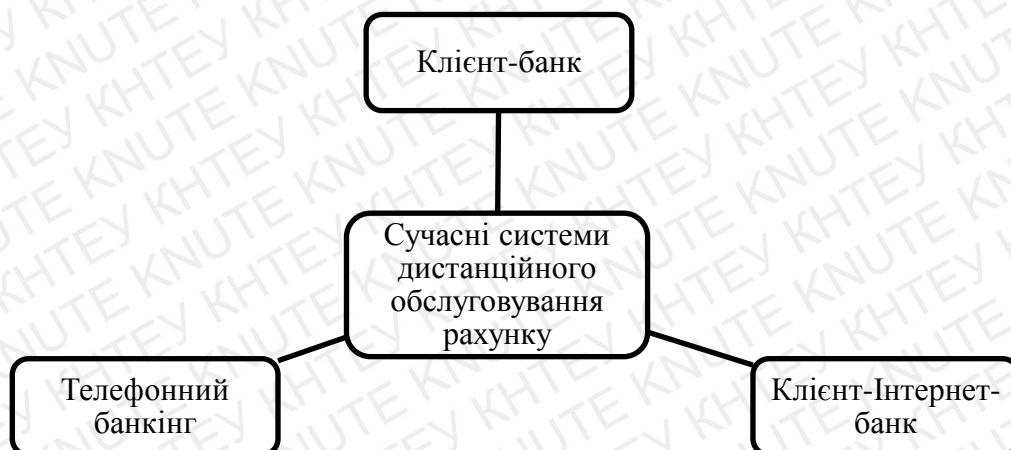 Клієнт-банк
Сучасні системи
дистанційного
обслуговування
рахунку
Телефонний
банкінг
Клієнт-Інтернет-
банк